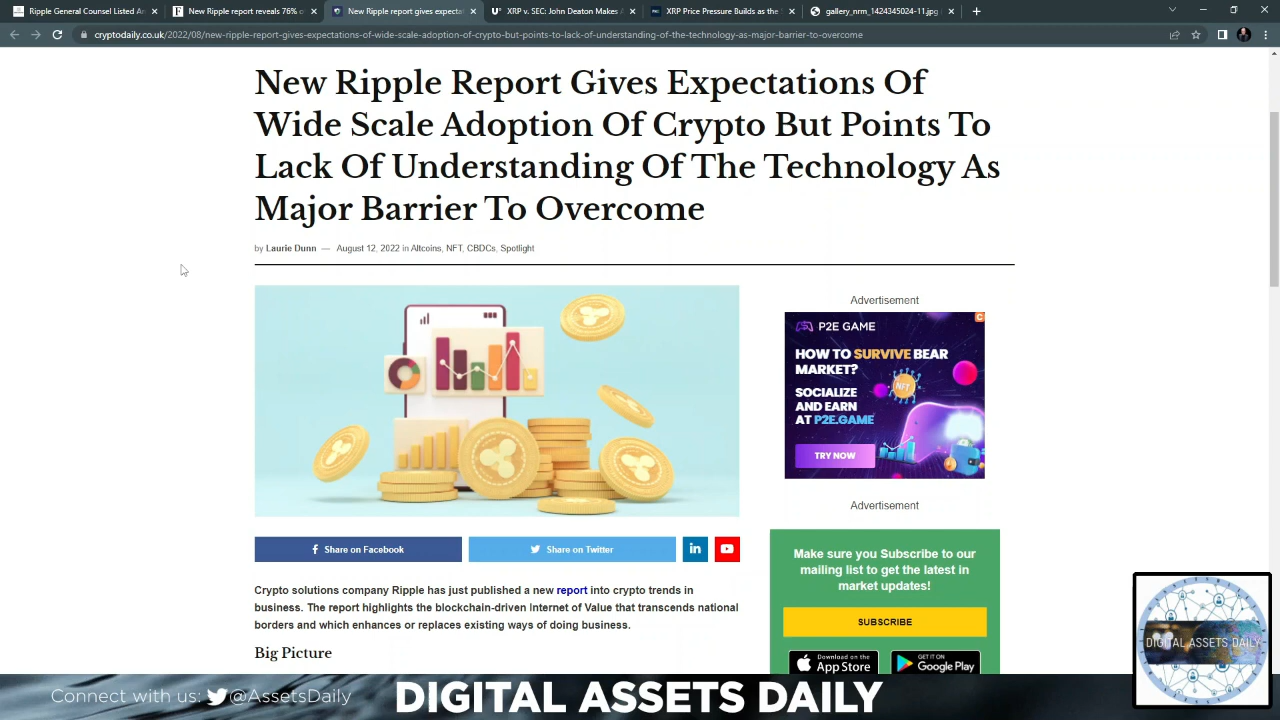 Ripple General Counsel Listed Ar
New Ripple report reveals 76% o
New Ripple report gives expectat
XRP v. SEC: John Deaton Makes A
XRP Price Pressure Builds as the S
gallery_nrm_1424345024-11.jpg (
cryptodaily.co.uk/2022/08/new-ripple-report-gives-expectations-of-wide-scale-adoption-of-crypto-but-points-to-lack-of-understanding-of-the-technology-as-major-barrier-to-overcome
New Ripple Report Gives Expectations Of
Wide Scale Adoption Of Crypto But Points To
Lack Of Understanding Of The Technology As
Major Barrier To Overcome
by Laurie Dunn — August 12, 2022 in Altcoins, NFT, CBDCs, Spotlight
Share on Facebook
Share on Twitter
in
Crypto solutions company Ripple has just published a new report into crypto trends in
business. The report highlights the blockchain-driven Internet of Value that transcends national
borders and which enhances or replaces existing ways of doing business.
Big Picture
Advertisement
P2E GAME
HOW TO SURVIVE BEAR
MARKET?
SOCIALIZE
AND EARN
AT P2E.GAME
NFT
TRY NOW
Advertisement
Make sure you Subscribe to our
mailing list to get the latest in
market updates!
SUBSCRIBE
Download on the
App Store
GET IT ON
Google Play
DIGITAL ASSETS DAILY
Connect with us: @AssetsDaily
DIGITAL ASSETS DAILY